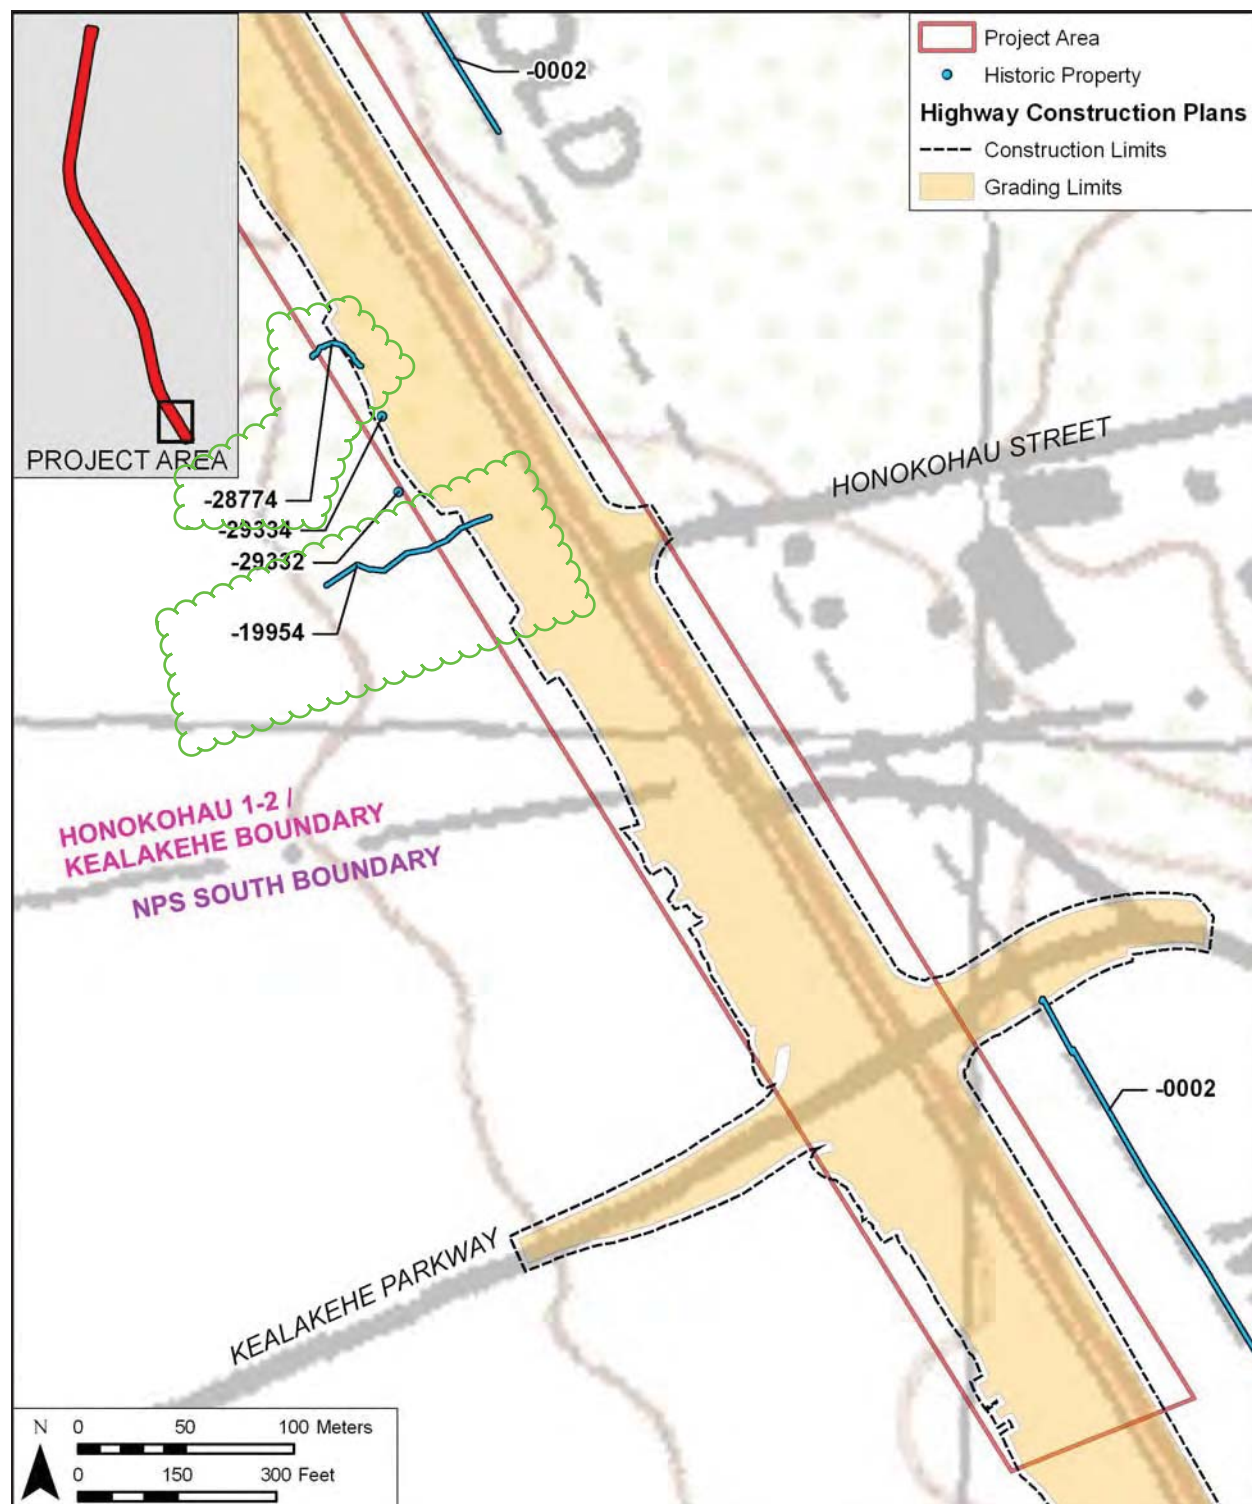 Project Area
Historic Property
Highway Construction Plans
Construction Limits
Grading Limits
-0002
OLD
PROJECT AREA
HONOKOHAU STREET
-28774
-29334
-29332
-19954
HONOKOHAU 1-2 /
KEALAKEHE BOUNDARY
NPS SOUTH BOUNDARY
-0002
KEALAKEHE PARKWAY
N 0 50 100 Meters
0 150 300 Feet